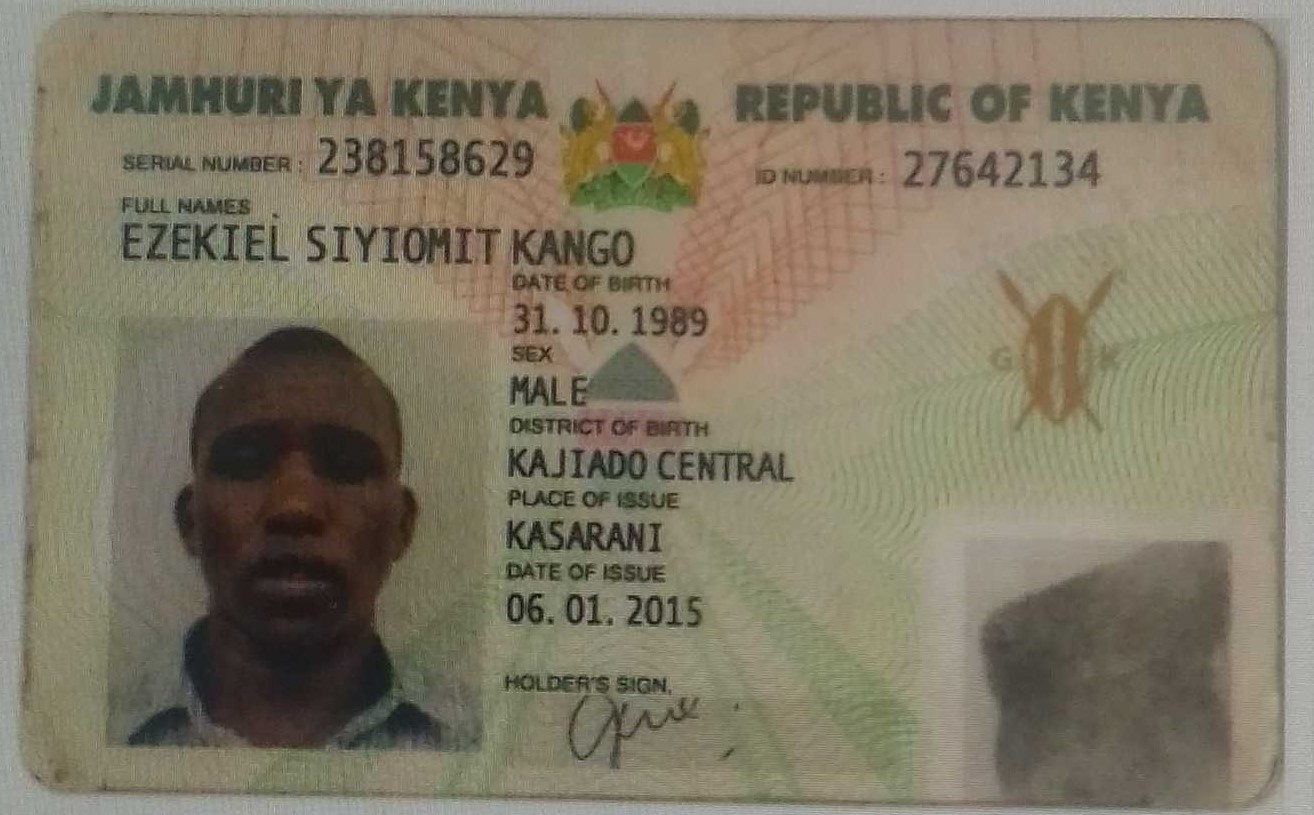 JAMHURI YA KENYA REPUBLIC OF KENYA
SERIAL NUMBER : 238158629 ID NUMBER : 27642134
FULL NAMES
EZEKIEL SIYIOMIT KANGO
DATE OF BIRTH
31. 10. 1989
SEX
MALE
DISTRICT OF BIRTH
KAJIADO CENTRAL
PLACE OF ISSUE
KASARANI
DATE OF ISSUE
06. 01. 2015
HOLDER'S SIGN.
G K